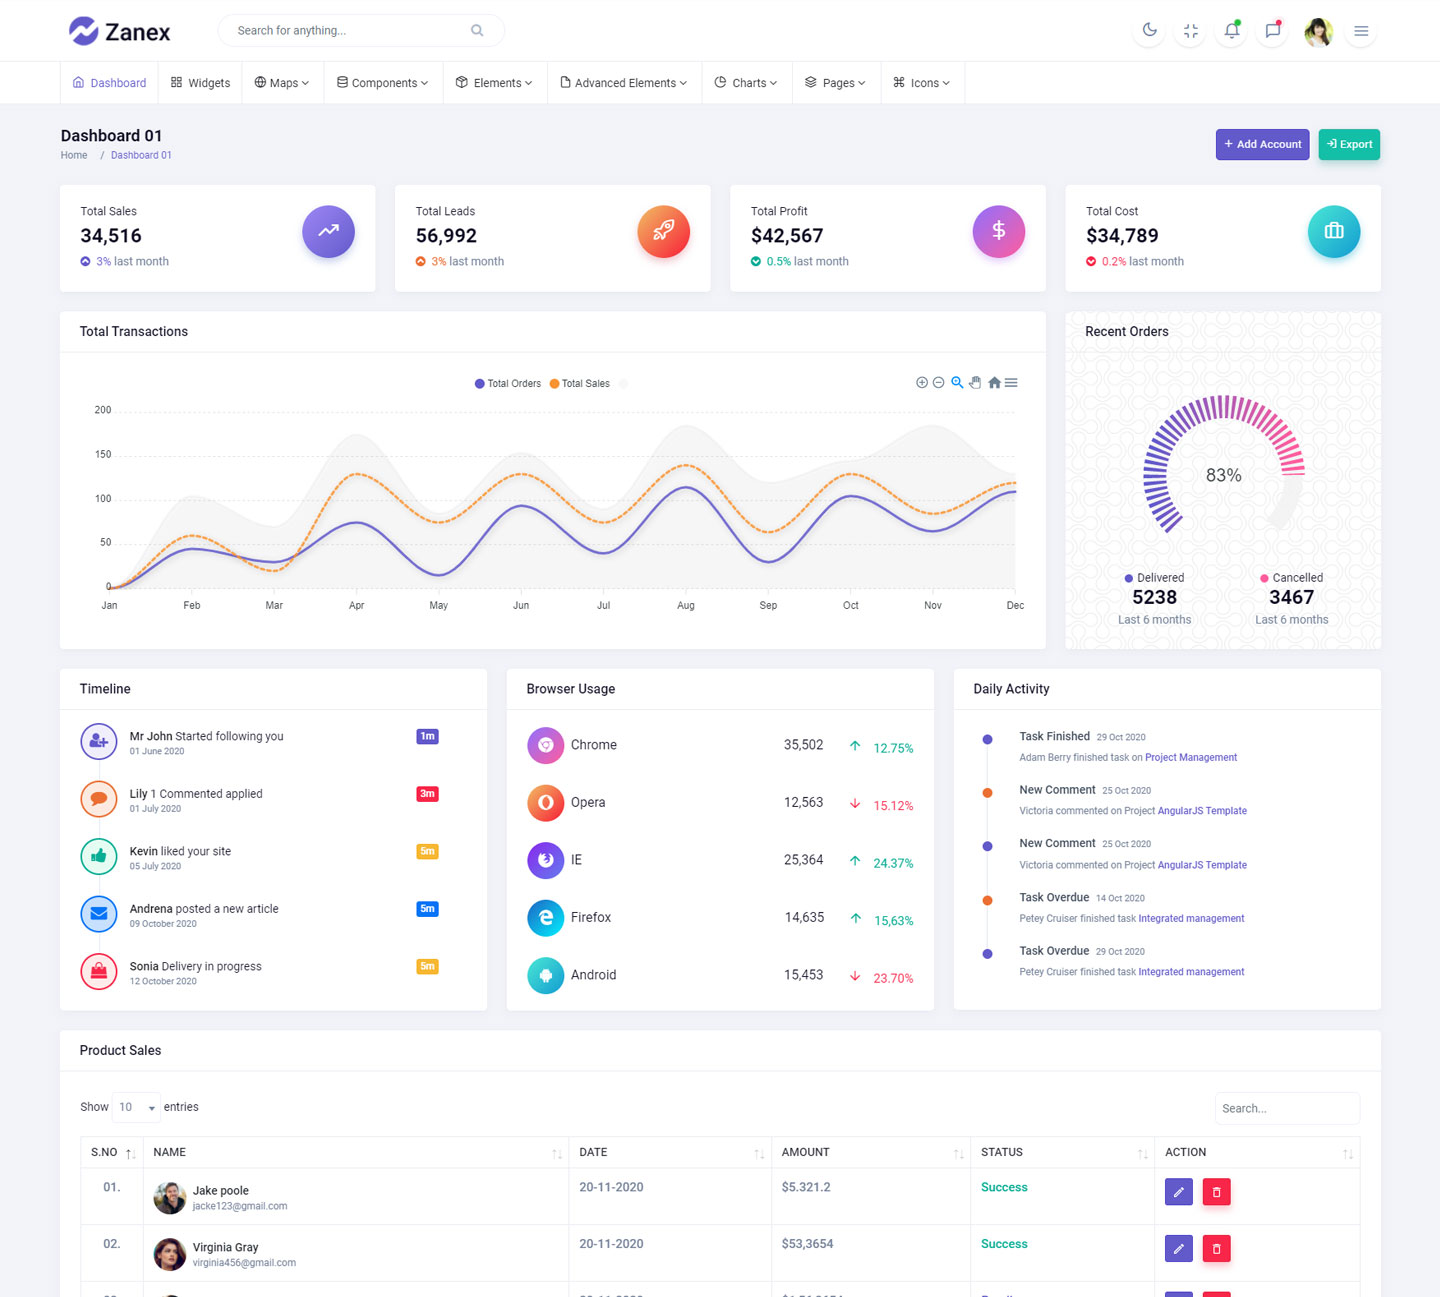 Zanex
Search for anything...
Dashboard
Widgets
Maps
Components
Elements
Advanced Elements
Charts
Pages
Icons
Dashboard 01
Home / Dashboard 01
+ Add Account
Export
Total Sales
34,516
3% last month
Total Leads
56,992
3% last month
Total Profit
$42,567
0.5% last month
Total Cost
$34,789
0.2% last month
Total Transactions
Total Orders
Total Sales
200
150
100
50
0
Jan
Feb
Mar
Apr
May
Jun
Jul
Aug
Sep
Oct
Nov
Dec
Recent Orders
83%
Delivered
5238
Last 6 months
Cancelled
3467
Last 6 months
Timeline
Mr John Started following you
1m
01 June 2020
Lily 1 Commented applied
3m
01 July 2020
Kevin liked your site
5m
05 July 2020
Andrena posted a new article
5m
09 October 2020
Sonia Delivery in progress
5m
12 October 2020
Browser Usage
Chrome 35,502 12.75%
Opera 12,563 15.12%
IE 25,364 24.37%
Firefox 14,635 15,63%
Android 15,453 23.70%
Daily Activity
Task Finished 29 Oct 2020
Adam Berry finished task on Project Management
New Comment 25 Oct 2020
Victoria commented on Project AngularJS Template
New Comment 25 Oct 2020
Victoria commented on Project AngularJS Template
Task Overdue 14 Oct 2020
Petey Cruiser finished task Integrated management
Task Overdue 29 Oct 2020
Petey Cruiser finished task Integrated management
Product Sales
Show 10 entries
Search...
S.NO NAME DATE AMOUNT STATUS ACTION
01. Jake poole 20-11-2020 $5.321.2 Success
jacke123@gmail.com
02. Virginia Gray 20-11-2020 $53,3654 Success
virginia456@gmail.com